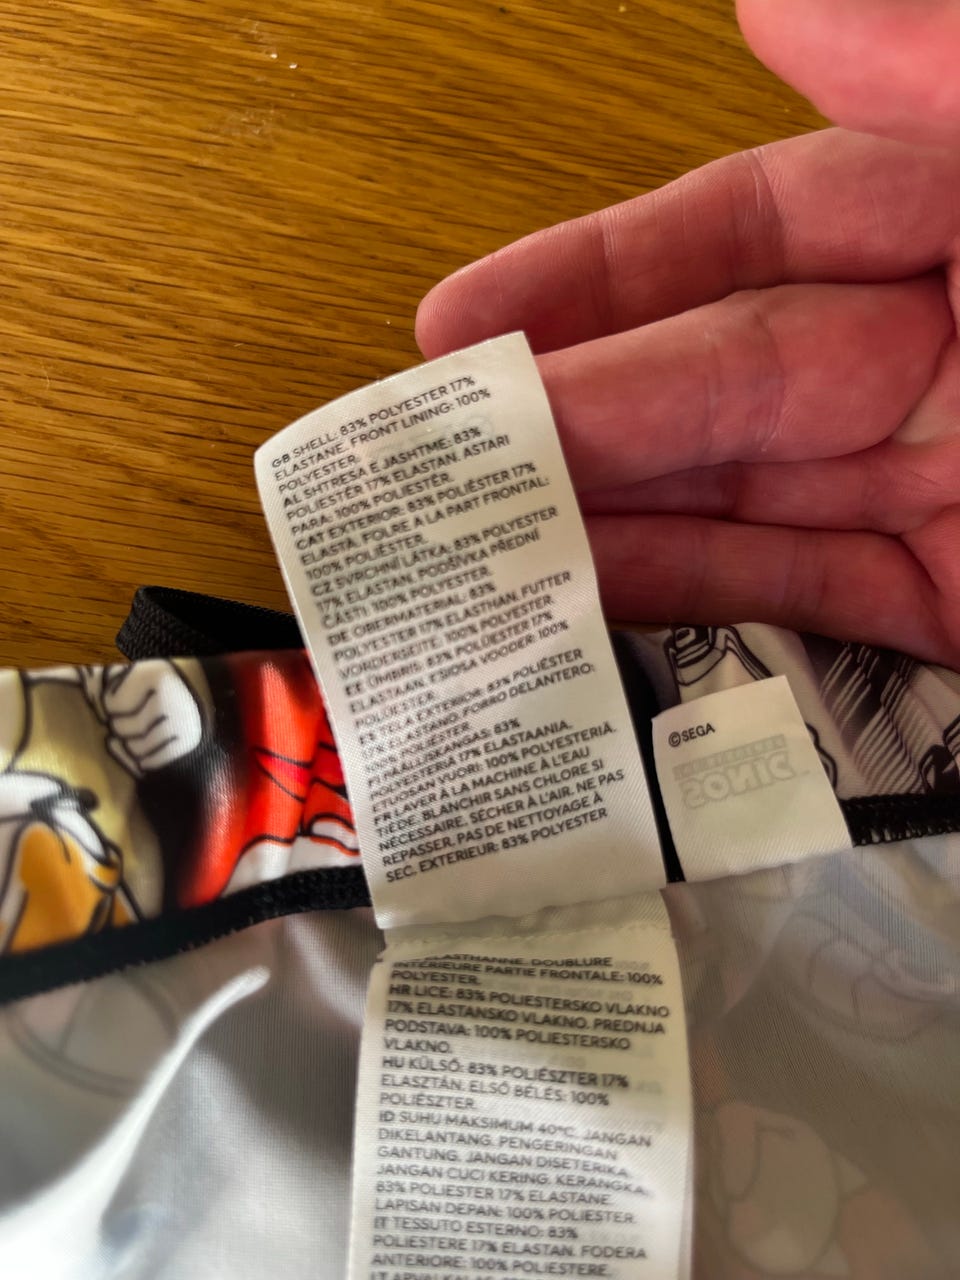 GB SHELL: 83% POLYESTER 17%
ELASTANE. FRONT LINING: 100%
POLYESTER.
AL SHTRESA E JASHTME: 83%
POLIESTËR 17% ELASTAN. ASTARI
PARA: 100% POLIESTËR.
CAT EXTERIOR: 83% POLIÈSTER 17%
ELASTÀ. FOLRE A LA PART FRONTAL:
100% POLIÈSTER.
CZ SVRCHNÍ LÁTKA: 83% POLYESTER
17% ELASTAN. PODŠÍVKA PŘEDNÍ
ČÁSTI: 100% POLYESTER.
DE OBERMATERIAL: 83%
POLYESTER 17% ELASTHAN. FUTTER
VORDERSEITE: 100% POLYESTER
EE ÜMBRIS: 83% POLÜESTER 17%
ELASTAAN. ESIOSA VOODER: 100%
POLÜESTER.
ES TELA EXTERIOR: 83% POLIÉSTER
17% ELASTANO. FORRO DELANTERO:
100% POLIÉSTER.
FI PÄÄLLISKANGAS: 83%
POLYESTERIA 17% ELASTAANIA.
ETUOSAN VUORI: 100% POLYESTERIÄ.
FR LAVER À LA MACHINE À L'EAU
TIÈDE. BLANCHIR SANS CHLORE SI
NÉCESSAIRE. SÉCHER À L'AIR. NE PAS
REPASSER. PAS DE NETTOYAGE À
SEC. EXTERIEUR: 83% POLYESTER
©SEGA
SONIC
ELASTHANNE. DOUBLURE
INTÉRIEURE PARTIE FRONTALE: 100%
POLYESTER.
HR LICE: 83% POLIESTERSKO VLAKNO
17% ELASTANSKO VLAKNO. PREDNJA
PODSTAVA: 100% POLIESTERSKO
VLAKNO.
HU KÜLSŐ: 83% POLIÉSZTER 17%
ELASZTÁN. ELSŐ BÉLÉS: 100%
POLIÉSZTER.
ID SUHU MAKSIMUM 40°C. JANGAN
DIKELANTANG. PENGERINGAN
GANTUNG. JANGAN DISETERIKA.
JANGAN CUCI KERING. KERANGKA:
83% POLIESTER 17% ELASTANE.
LAPISAN DEPAN: 100% POLIESTER.
IT TESSUTO ESTERNO: 83%
POLIESTERE 17% ELASTAN. FODERA
ANTERIORE: 100% POLIESTERE.